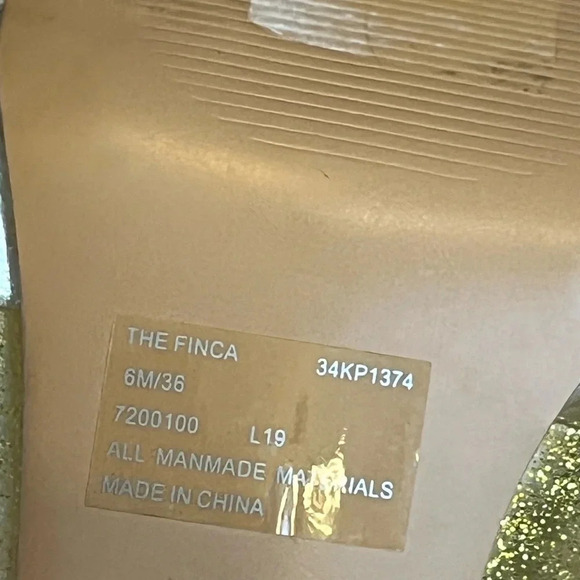 THE FINCA 34KP1374
6M/36
7200100 L19
ALL MANMADE MATERIALS
MADE IN CHINA